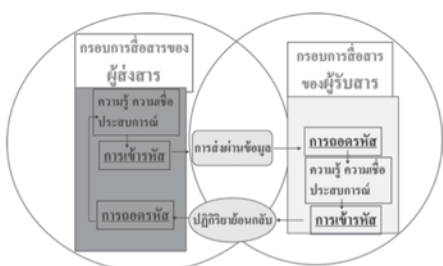 กรอบการสื่อสารของ
ผู้ส่งสาร
ความรู้ ความเชื่อ
ประสบการณ์
การเข้ารหัส
การถอดรหัส
การส่งผ่านข้อมูล
ปฏิกิริยาย้อนกลับ
กรอบการสื่อสาร
ของผู้รับสาร
การถอดรหัส
ความรู้ ความเชื่อ
ประสบการณ์
การเข้ารหัส